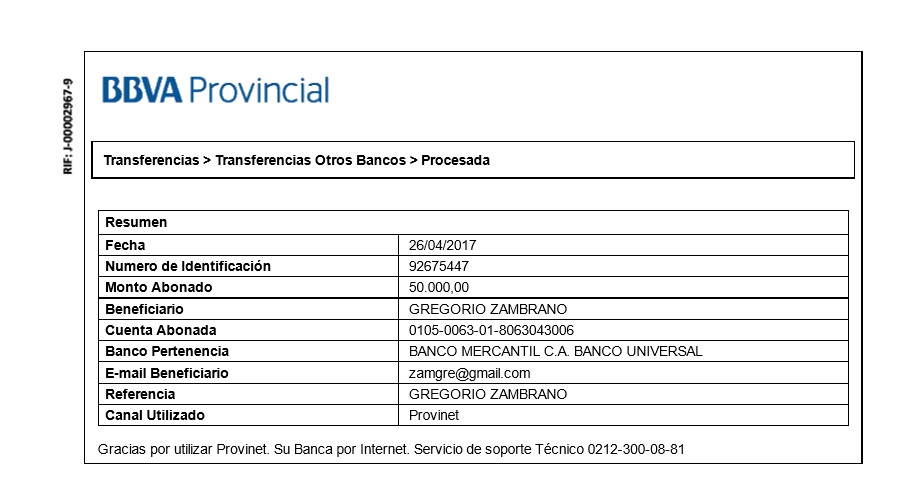 BBVA Provincial
RIF: J-00002967-9
Transferencias > Transferencias Otros Bancos > Procesada
Resumen
Fecha 26/04/2017
Numero de Identificación 92675447
Monto Abonado 50.000,00
Beneficiario GREGORIO ZAMBRANO
Cuenta Abonada 0105-0063-01-8063043006
Banco Pertenencia BANCO MERCANTIL C.A. BANCO UNIVERSAL
E-mail Beneficiario zamgre@gmail.com
Referencia GREGORIO ZAMBRANO
Canal Utilizado Provinet
Gracias por utilizar Provinet. Su Banca por Internet. Servicio de soporte Técnico 0212-300-08-81